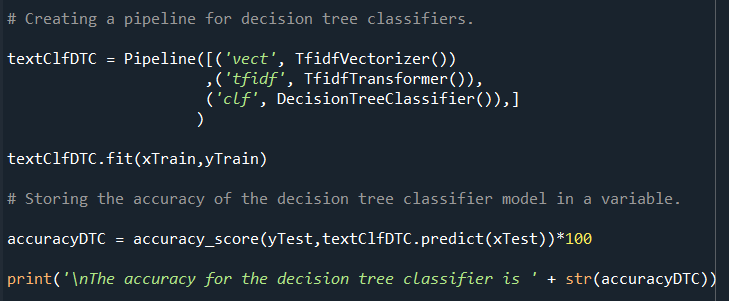 # Creating a pipeline for decision tree classifiers.
textClfDTC = Pipeline([('vect', TfidfVectorizer())
,('tfidf', TfidfTransformer()),
('clf', DecisionTreeClassifier()),]
)
textClfDTC.fit(xTrain,yTrain)
# Storing the accuracy of the decision tree classifier model in a variable.
accuracyDTC = accuracy_score(yTest,textClfDTC.predict(xTest))*100
print('\nThe accuracy for the decision tree classifier is ' + str(accuracyDTC))